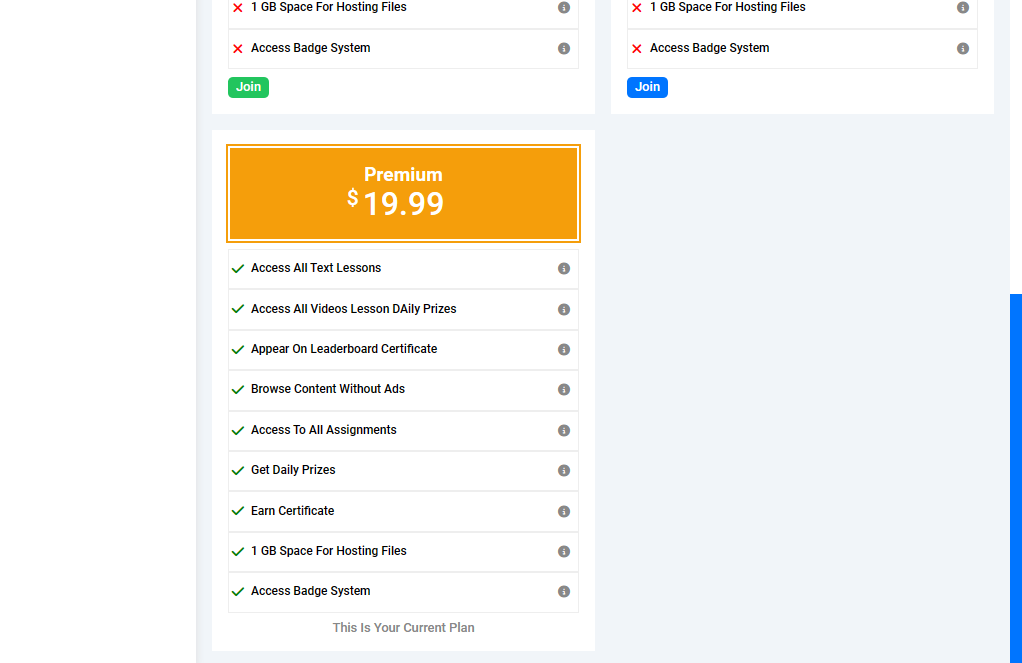 1 GB Space For Hosting Files
Access Badge System
Join
1 GB Space For Hosting Files
Access Badge System
Join
Premium
$ 19.99
Access All Text Lessons
Access All Videos Lesson DAily Prizes
Appear On Leaderboard Certificate
Browse Content Without Ads
Access To All Assignments
Get Daily Prizes
Earn Certificate
1 GB Space For Hosting Files
Access Badge System
This Is Your Current Plan